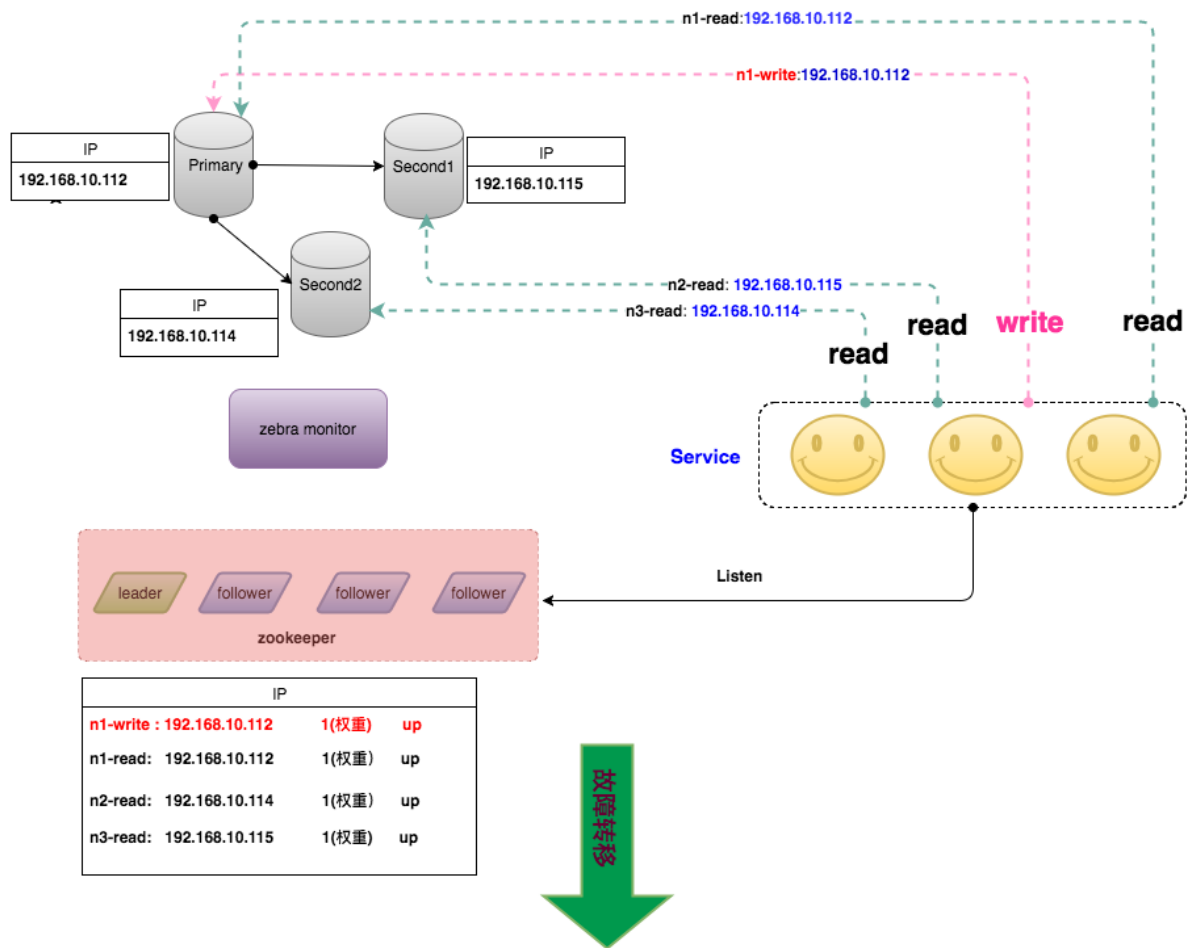 n1-read:192.168.10.112
n1-write:192.168.10.112
IP
192.168.10.112
Primary
Second1
IP
192.168.10.115
Second2
IP
192.168.10.114
n2-read: 192.168.10.115
n3-read: 192.168.10.114
read
read
write
read
zebra monitor
Service
Listen
leader
follower
follower
follower
zookeeper
IP
n1-write : 192.168.10.112 1(权重) up
n1-read: 192.168.10.112 1(权重) up
n2-read: 192.168.10.114 1(权重) up
n3-read: 192.168.10.115 1(权重) up
故障转移